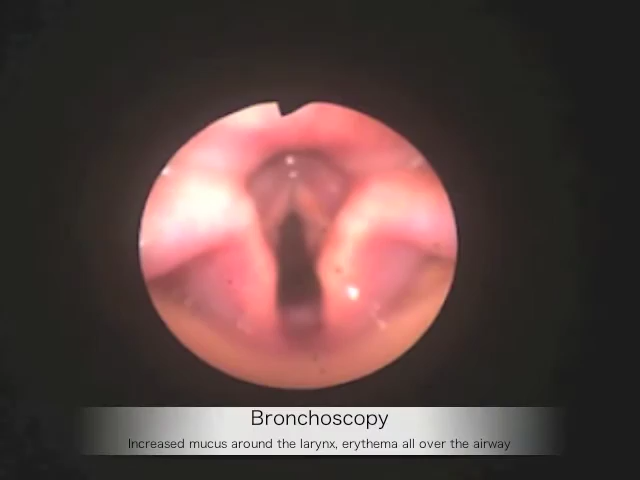 Bronchoscopy
Increased mucus around the larynx, erythema all over the airway